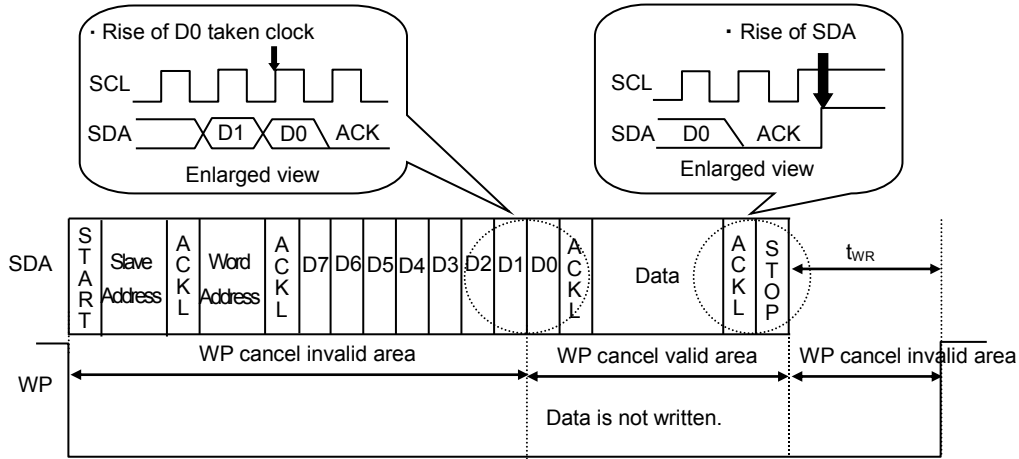 ・Rise of D0 taken clock
SCL
SDA D1 D0 ACK
Enlarged view
・Rise of SDA
SCL
SDA D0 ACK
Enlarged view
SDA
START
Slave
Address
ACKL
Word
Address
ACKL
D7 D6 D5 D4 D3 D2 D1 D0
ACKL
Data
ACKL
STOP
tWR
WP cancel invalid area
WP cancel valid area
WP cancel invalid area
WP
Data is not written.